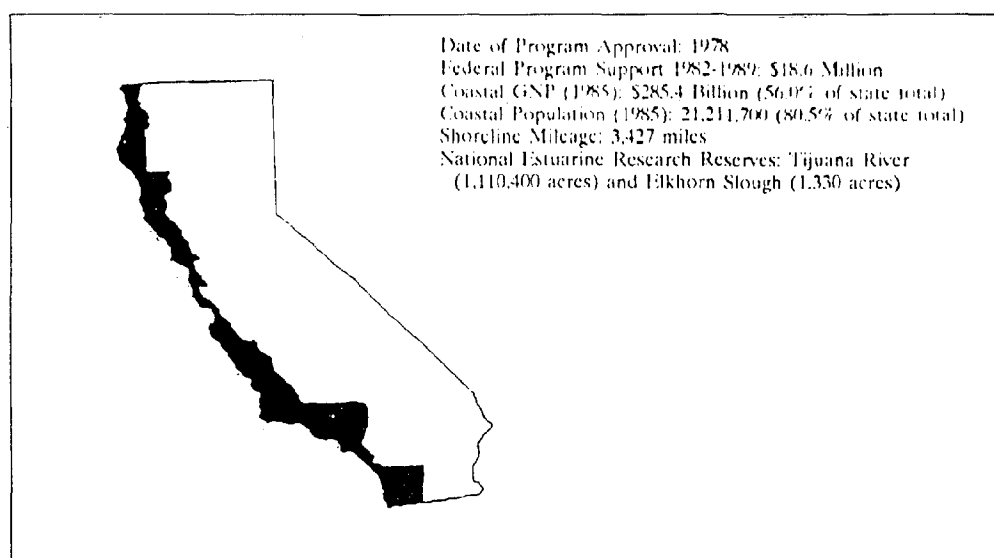 Date of Program Approval: 1978
Federal Program Support 1982-1989: $18.6 Million
Coastal GNP (1985): $285.4 Billion (56.0% of state total)
Coastal Population (1985): 21,211,700 (80.5% of state total)
Shoreline Mileage: 3,427 miles
National Estuarine Research Reserves: Tijuana River
(1,110,400 acres) and Elkhorn Slough (1,330 acres)